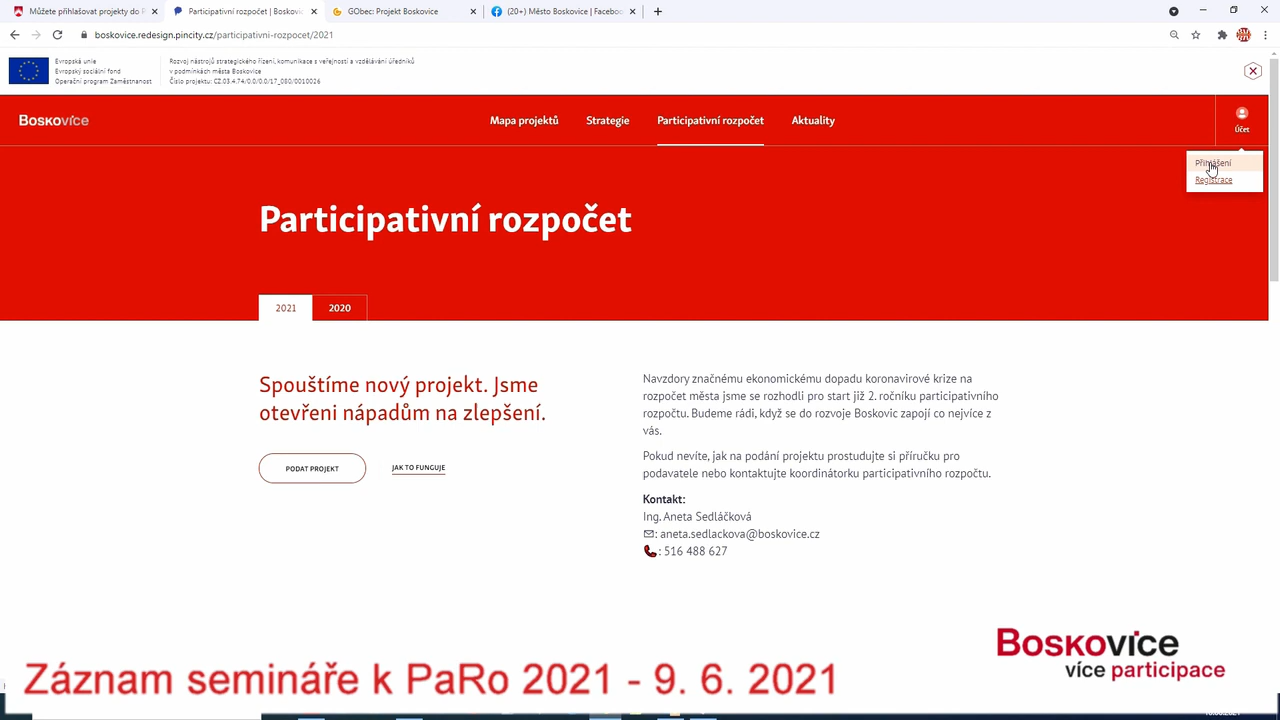 Můžete přihlašovat projekty do P
Participativní rozpočet | Boskovic
GObec: Projekt Boskovice
(20+) Město Boskovice | Faceboo
boskovice.redesign.pincity.cz/participativni-rozpocet/2021
Evropská unie
Evropský sociální fond
Operační program Zaměstnanost
Rozvoj nástrojů strategického řízení, komunikace s veřejností a vzdělávání úředníků
v podmínkách města Boskovice
Číslo projektu: CZ.03.4.74/0.0/0.0/17_080/0010026
Boskovice
Mapa projektů
Strategie
Participativní rozpočet
Aktuality
Účet
Přihlášení
Registrace
Participativní rozpočet
2021
2020
Spouštíme nový projekt. Jsme
otevřeni nápadům na zlepšení.
PODAT PROJEKT
JAK TO FUNGUJE
Navzdory značnému ekonomickému dopadu koronavirové krize na
rozpočet města jsme se rozhodli pro start již 2. ročníku participativního
rozpočtu. Budeme rádi, když se do rozvoje Boskovic zapojí co nejvíce z
vás.
Pokud nevíte, jak na podání projektu prostudujte si příručku pro
podavatele nebo kontaktujte koordinátorku participativního rozpočtu.
Kontakt:
Ing. Aneta Sedláčková
: aneta.sedlackova@boskovice.cz
: 516 488 627
Boskovice
více participace
Záznam semináře k PaRo 2021 - 9. 6. 2021